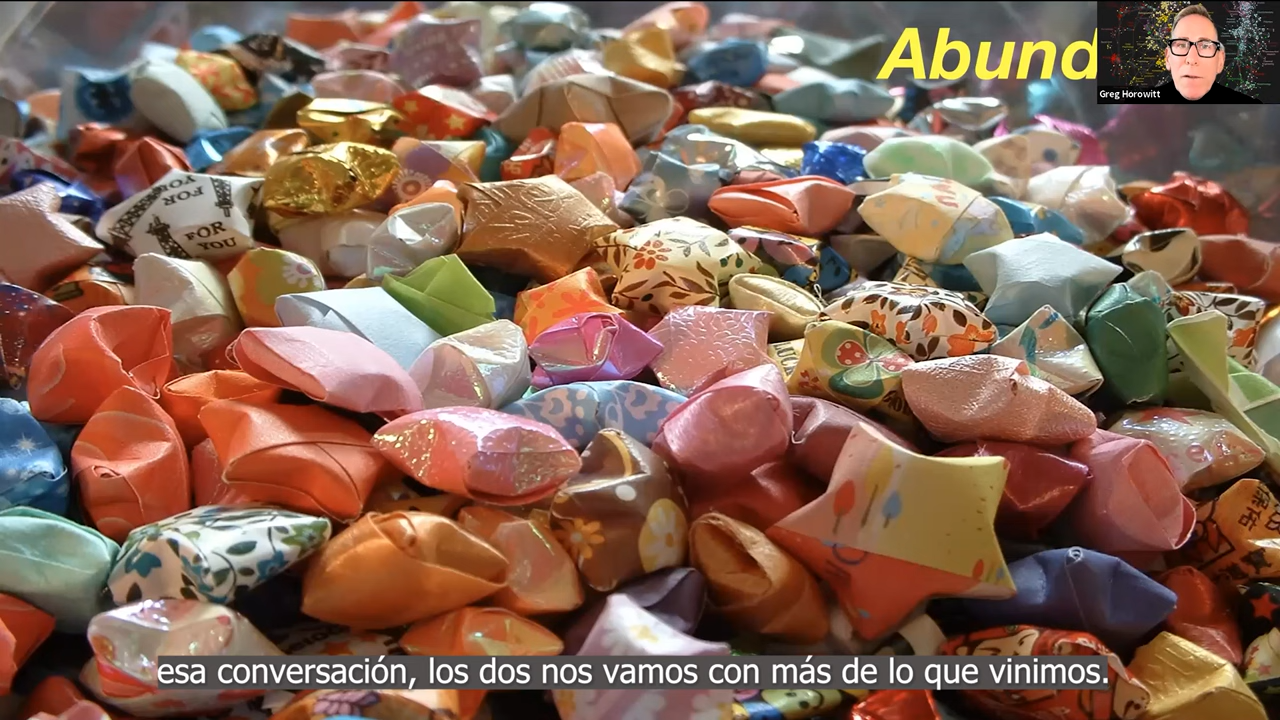 Abund
Greg Horowitt
FOR YOU
FOR
YOU
esa conversación, los dos nos vamos con más de lo que vinimos.